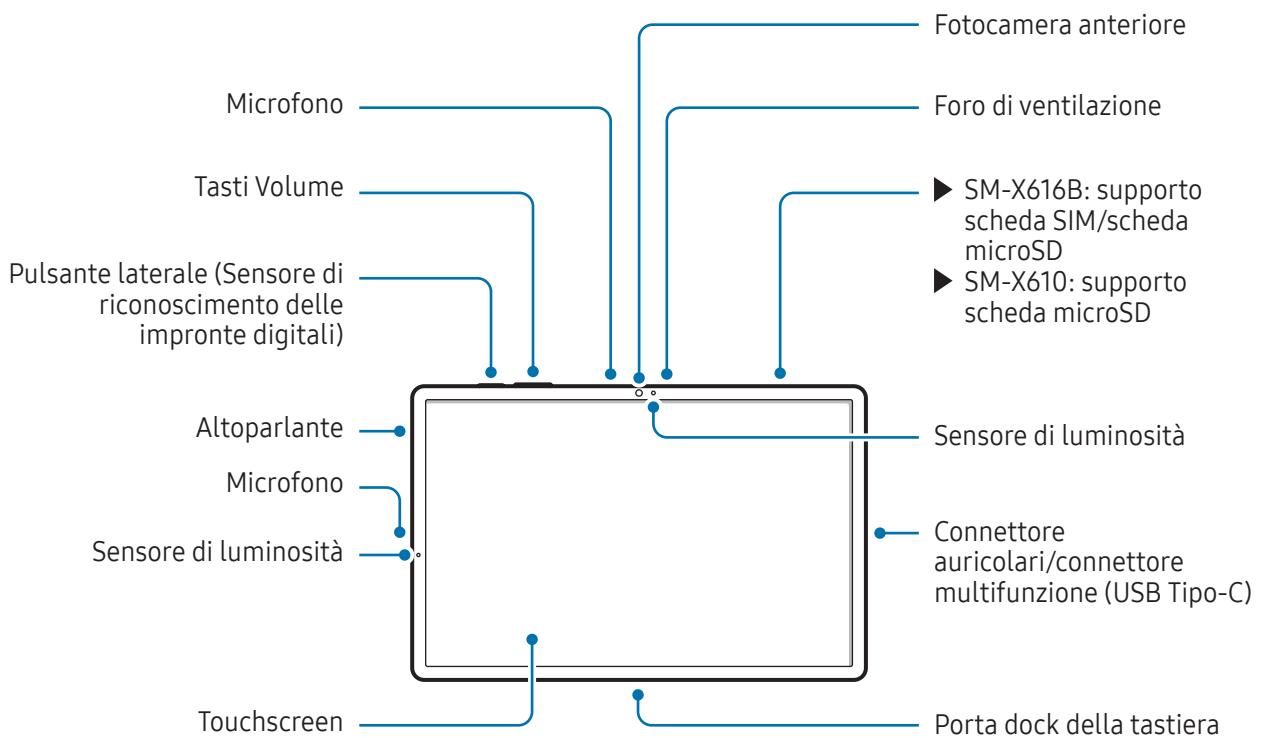 Fotocamera anteriore
Microfono
Foro di ventilazione
Tasti Volume
▶ SM-X616B: supporto
scheda SIM/scheda
microSD
▶ SM-X610: supporto
scheda microSD
Pulsante laterale (Sensore di
riconoscimento delle
impronte digitali)
Altoparlante
Sensore di luminosità
Microfono
Sensore di luminosità
Connettore
auricolari/connettore
multifunzione (USB Tipo-C)
Touchscreen
Porta dock della tastiera